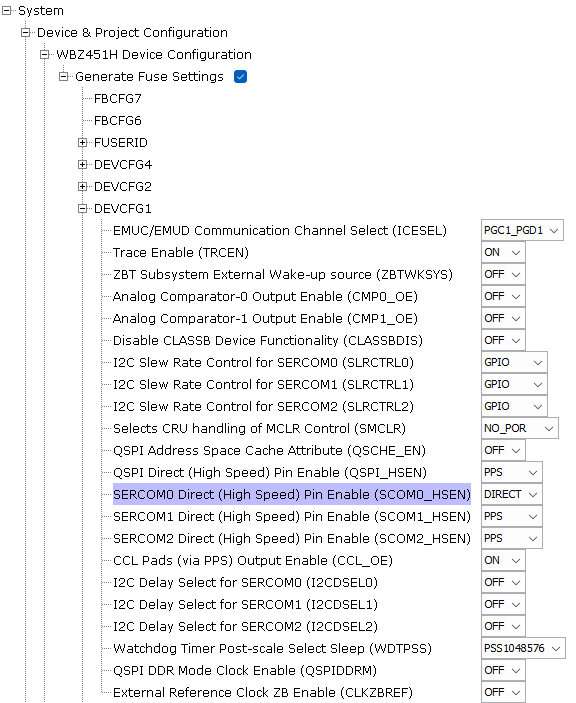 System
Device & Project Configuration
WBZ451H Device Configuration
Generate Fuse Settings
FBCFG7
FBCFG6
FUSERID
DEVCFG4
DEVCFG2
DEVCFG1
EMUC/EMUD Communication Channel Select (ICESEL) PGC1_PGD1
Trace Enable (TRCEN) ON
ZBT Subsystem External Wake-up source (ZBTWKSYS) OFF
Analog Comparator-0 Output Enable (CMP0_OE) OFF
Analog Comparator-1 Output Enable (CMP1_OE) OFF
Disable CLASSB Device Functionality (CLASSBDIS) OFF
I2C Slew Rate Control for SERCOM0 (SLRCTRL0) GPIO
I2C Slew Rate Control for SERCOM1 (SLRCTRL1) GPIO
I2C Slew Rate Control for SERCOM2 (SLRCTRL2) GPIO
Selects CRU handling of MCLR Control (SMCLR) NO_POR
QSPI Address Space Cache Attribute (QSCHE_EN) OFF
QSPI Direct (High Speed) Pin Enable (QSPI_HSEN) PPS
SERCOM0 Direct (High Speed) Pin Enable (SCOM0_HSEN) DIRECT
SERCOM1 Direct (High Speed) Pin Enable (SCOM1_HSEN) PPS
SERCOM2 Direct (High Speed) Pin Enable (SCOM2_HSEN) PPS
CCL Pads (via PPS) Output Enable (CCL_OE) ON
I2C Delay Select for SERCOM0 (I2CDSEL0) OFF
I2C Delay Select for SERCOM1 (I2CDSEL1) OFF
I2C Delay Select for SERCOM2 (I2CDSEL2) OFF
Watchdog Timer Post-scale Select Sleep (WDTPSS) PSS1048576
QSPI DDR Mode Clock Enable (QSPIDDRM) OFF
External Reference Clock ZB Enable (CLKZBREF) OFF